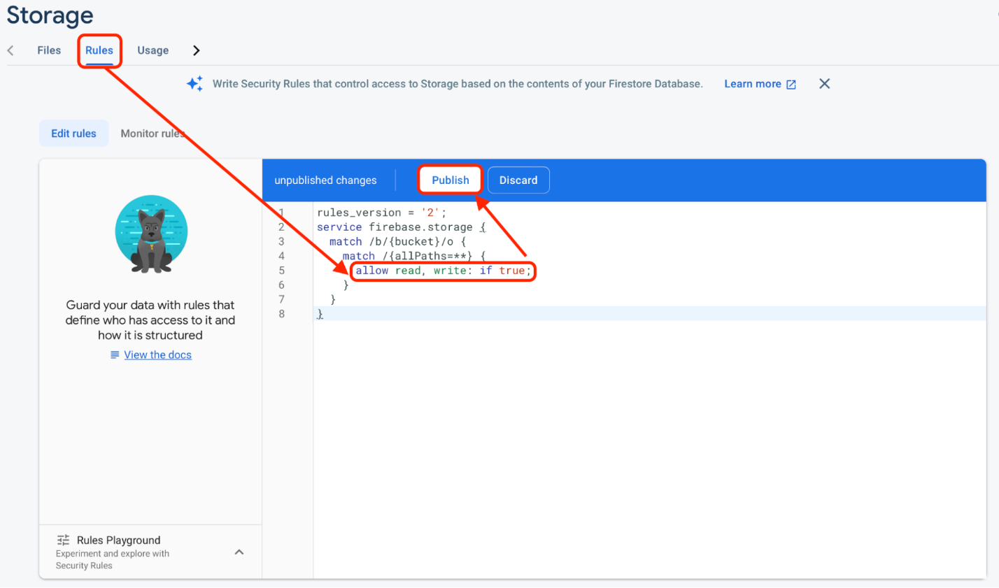 Storage
Files Rules Usage
Write Security Rules that control access to Storage based on the contents of your Firestore Database. Learn more
Edit rules Monitor rules
unpublished changes Publish Discard
1 rules_version = '2';
2 service firebase.storage {
3 match /b/{bucket}/o {
4 match /{allPaths=**} {
5 allow read, write: if true;
6 }
7 }
8 }
Guard your data with rules that
define who has access to it and
how it is structured
View the docs
Rules Playground
Experiment and explore with
Security Rules